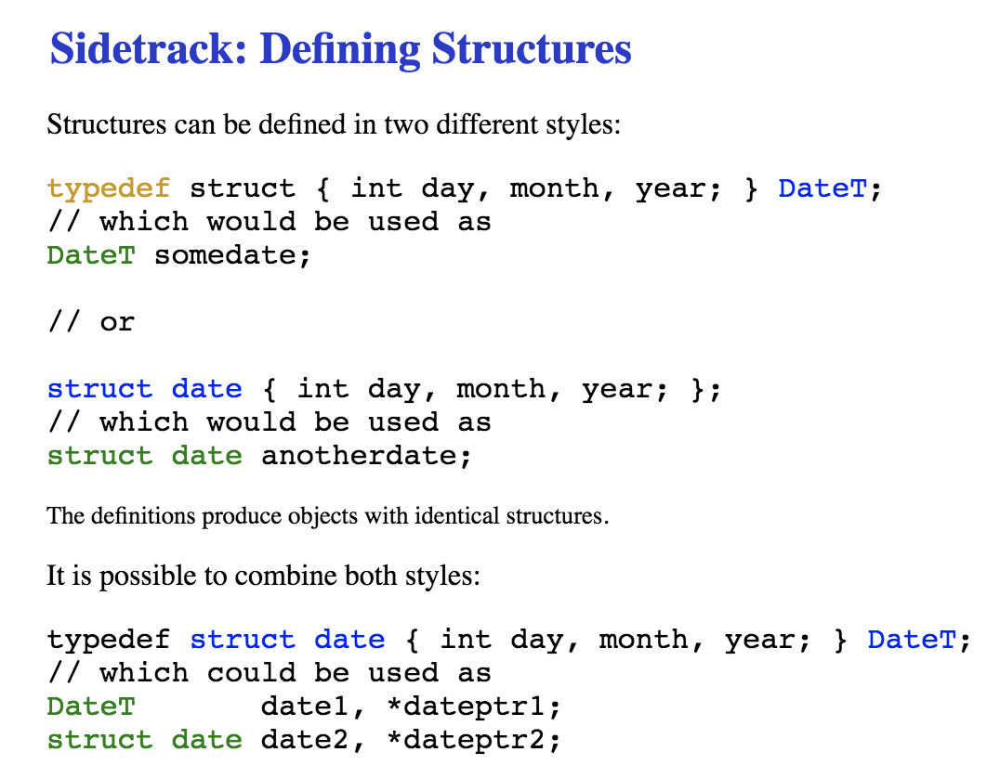 Sidetrack: Defining Structures
Structures can be defined in two different styles:
typedef struct { int day, month, year; } DateT;
// which would be used as
DateT somedate;
// or
struct date { int day, month, year; };
// which would be used as
struct date anotherdate;
The definitions produce objects with identical structures.
It is possible to combine both styles:
typedef struct date { int day, month, year; } DateT;
// which could be used as
DateT       date1, *dateptr1;
struct date date2, *dateptr2;